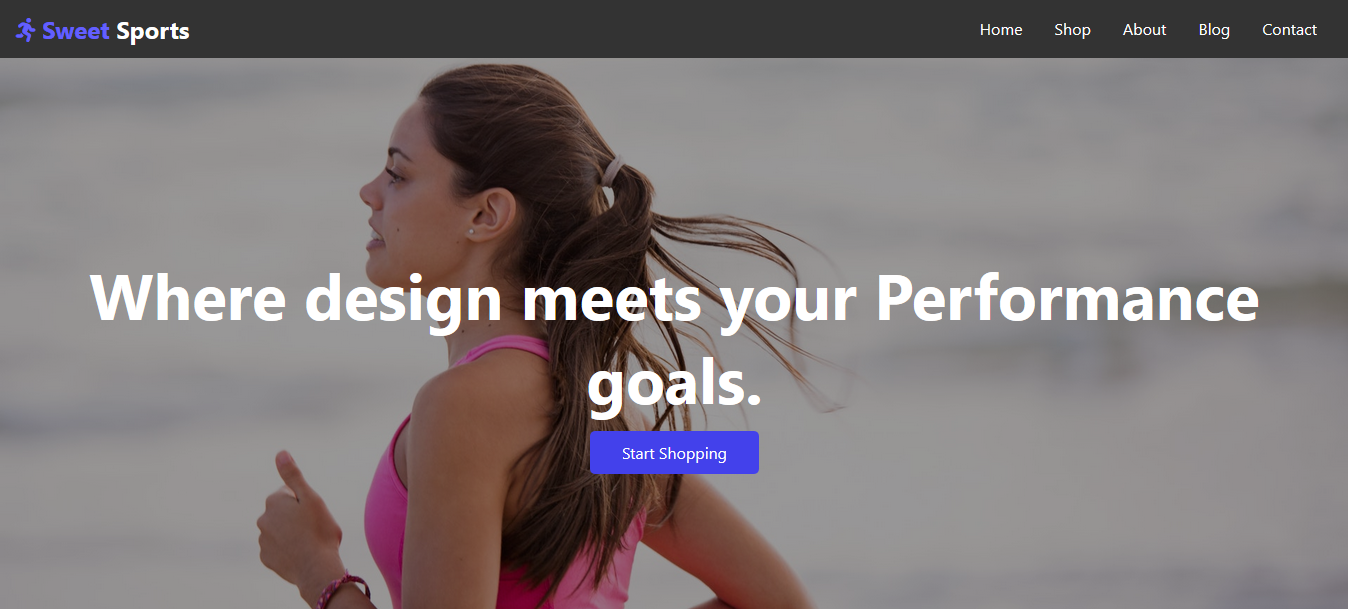 Sweet Sports
Home Shop About Blog Contact
Where design meets your Performance
goals.
Start Shopping